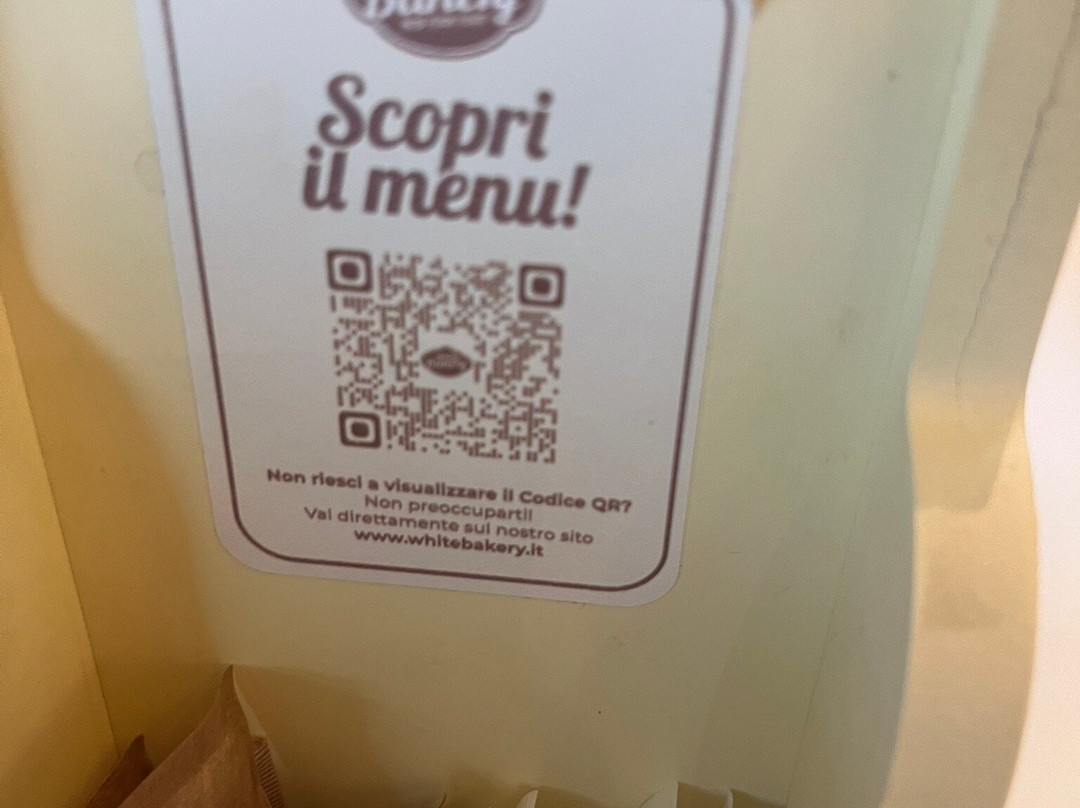 Bakery
Scopri
il menu!
Non riesci a visualizzare il Codice QR?
Non preoccuparti!
Vai direttamente sul nostro sito
www.whitebakery.it